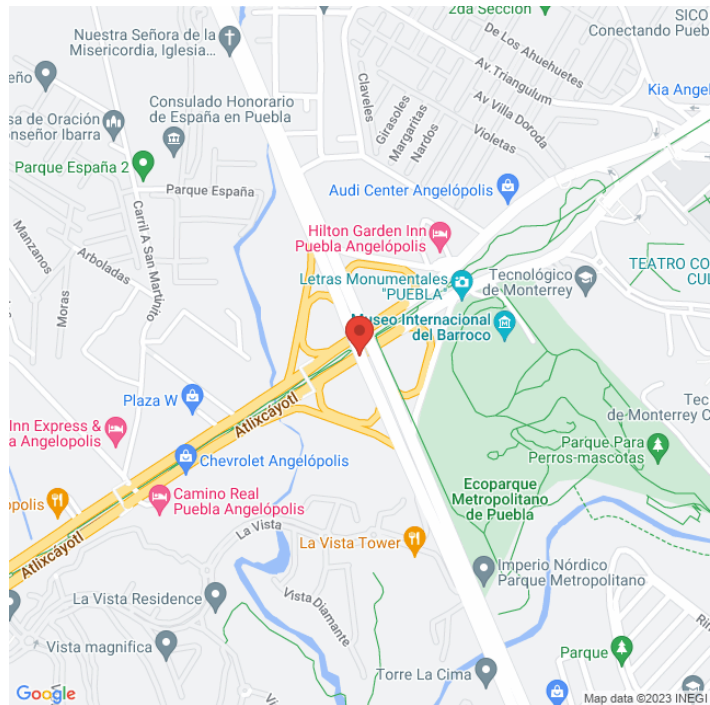 2da Sección
Nuestra Señora de la
Misericordia, Iglesia...
SICO
Conectando Pueb
De Los Ahuehuetes
Av. Triangulum
Claveles
Girasoles
Margaritas
Nardos
Av Villa Doroda
Violetas
Kia Angel
eño
Consulado Honorario
de España en Puebla
sa de Oración
onseñor Ibarra
Parque España 2
Parque España
Audi Center Angelópolis
Carril A San Martinito
Manzanos
Arboladas
Moras
Hilton Garden Inn
Puebla Angelópolis
Letras Monumentales
"PUEBLA"
Tecnológico
de Monterrey
TEATRO CO
CUL
Museo Internacional
del Barroco
Plaza W
Atlixcáyotl
Inn Express &
a Angelopolis
Chevrolet Angelópolis
Tec
de Monterrey C
Parque Para
Perros-mascotas
Ecoparque
Metropolitano
de Puebla
opolis
Camino Real
Puebla Angelópolis
La Vista
La Vista Tower
Atlixcáyotl
Imperio Nórdico
Parque Metropolitano
La Vista Residence
Vista Diamante
Vista magnifica
Parque
Rin
Torre La Cima
Google
Map data ©2023 INEGI